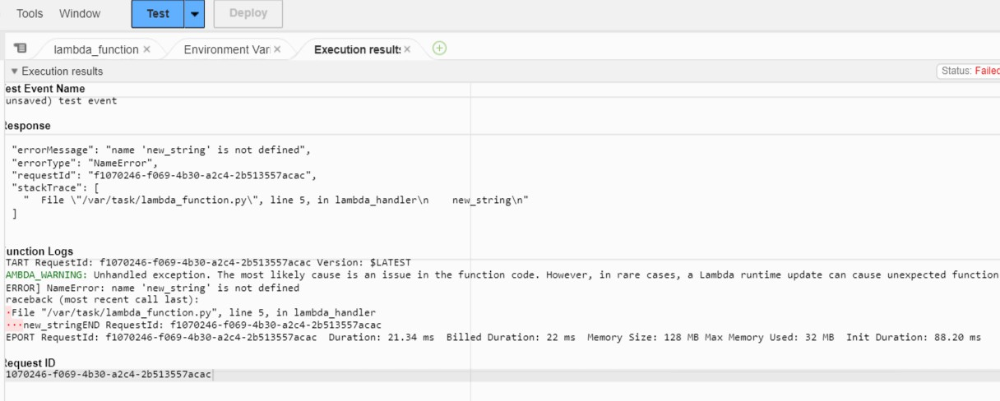 Tools Window Test Deploy
lambda_function × Environment Vari × Execution results ×
Execution results Status: Failed
est Event Name
unsaved) test event
Response
"errorMessage": "name 'new_string' is not defined",
"errorType": "NameError",
"requestId": "f1070246-f069-4b30-a2c4-2b513557acac",
"stackTrace": [
"  File \"/var/task/lambda_function.py\", line 5, in lambda_handler\n    new_string\n"
]
unction Logs
TART RequestId: f1070246-f069-4b30-a2c4-2b513557acac Version: $LATEST
AMBDA_WARNING: Unhandled exception. The most likely cause is an issue in the function code. However, in rare cases, a Lambda runtime update can cause unexpected function
ERROR] NameError: name 'new_string' is not defined
raceback (most recent call last):
·File "/var/task/lambda_function.py", line 5, in lambda_handler
···new_stringEND RequestId: f1070246-f069-4b30-a2c4-2b513557acac
EPORT RequestId: f1070246-f069-4b30-a2c4-2b513557acac  Duration: 21.34 ms  Billed Duration: 22 ms  Memory Size: 128 MB Max Memory Used: 32 MB  Init Duration: 88.20 ms
Request ID
1070246-f069-4b30-a2c4-2b513557acac